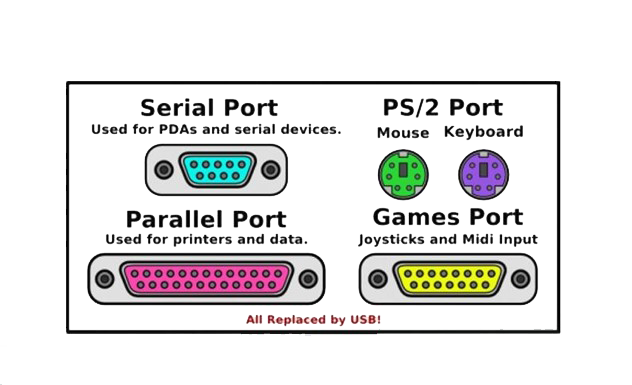 Serial Port
Used for PDAs and serial devices.
PS/2 Port
Mouse Keyboard
Parallel Port
Used for printers and data.
Games Port
Joysticks and Midi Input
All Replaced by USB!